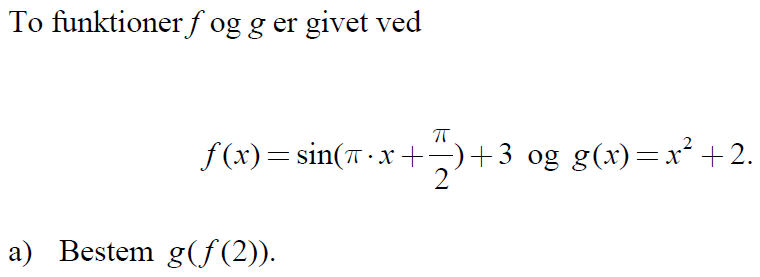 To funktioner f og g er givet ved
f(x) = sin(π · x + π/2) + 3 og g(x) = x² + 2.
a) Bestem g(f(2)).